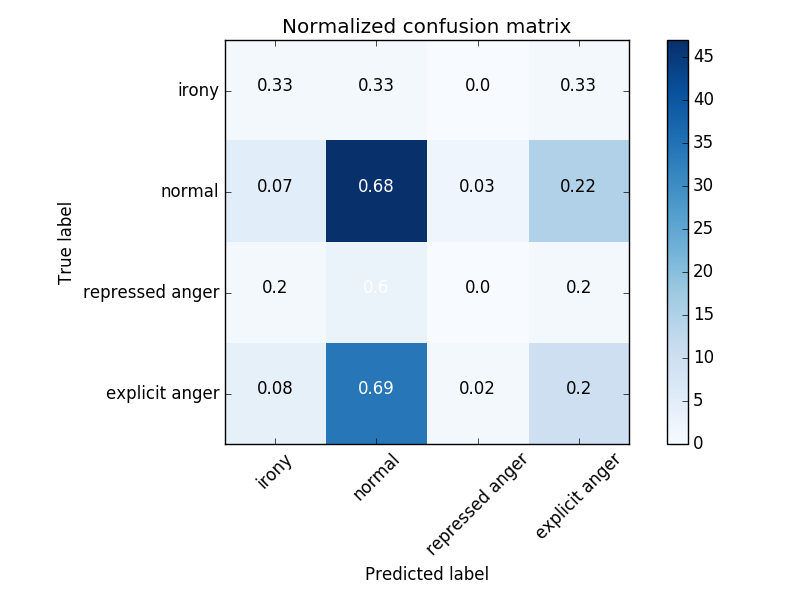 Normalized confusion matrix
True label
irony 0.33 0.33 0.0 0.33
normal 0.07 0.68 0.03 0.22
repressed anger 0.2 0.6 0.0 0.2
explicit anger 0.08 0.69 0.02 0.2
irony normal repressed anger explicit anger
Predicted label
45
40
35
30
25
20
15
10
5
0